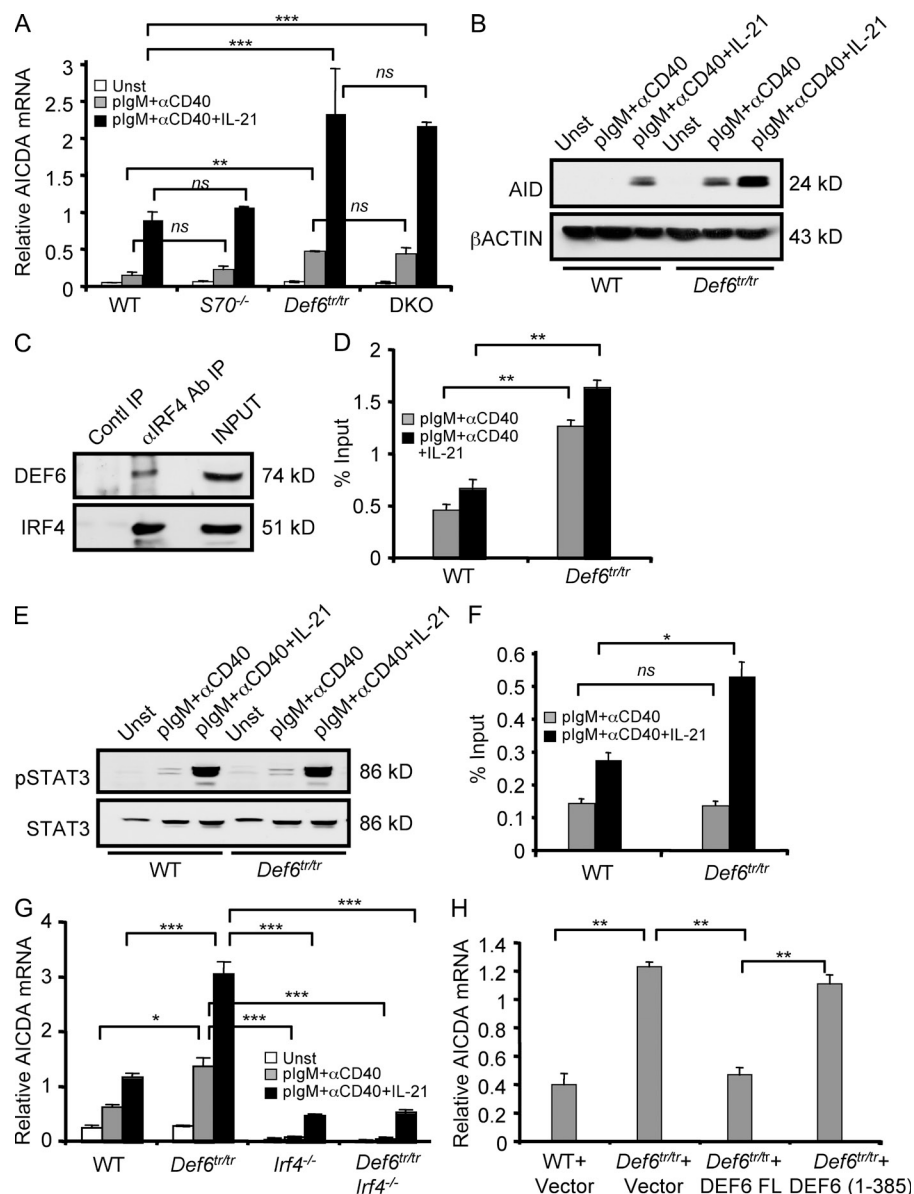 A
Relative AICDA mRNA
3
2.5
2
1.5
1
0.5
0
Unst
pIgM+αCD40
pIgM+αCD40+IL-21
***
***
ns
**
ns
ns
ns
WT
S70-/-
Def6tr/tr
DKO
B
Unst
pIgM+αCD40
pIgM+αCD40+IL-21
Unst
pIgM+αCD40
pIgM+αCD40+IL-21
AID
24 kD
βACTIN
43 kD
WT
Def6tr/tr
C
Contl IP
αIRF4 Ab IP
INPUT
DEF6
74 kD
IRF4
51 kD
D
% Input
2
1.5
1
0.5
0
**
**
pIgM+αCD40
pIgM+αCD40
+IL-21
WT
Def6tr/tr
E
Unst
pIgM+αCD40
pIgM+αCD40+IL-21
Unst
pIgM+αCD40
pIgM+αCD40+IL-21
pSTAT3
86 kD
STAT3
86 kD
WT
Def6tr/tr
F
% Input
0.6
0.5
0.4
0.3
0.2
0.1
0
*
ns
pIgM+αCD40
pIgM+αCD40+IL-21
WT
Def6tr/tr
G
Relative AICDA mRNA
4
3
2
1
0
***
***
***
***
***
*
Unst
pIgM+αCD40
pIgM+αCD40+IL-21
WT
Def6tr/tr
Irf4-/-
Def6tr/tr
Irf4-/-
H
Relative AICDA mRNA
1.4
1.2
1
0.8
0.6
0.4
0.2
0
**
**
**
WT+
Vector
Def6tr/tr+
Vector
Def6tr/tr+
DEF6 FL
Def6tr/tr+
DEF6 (1-385)